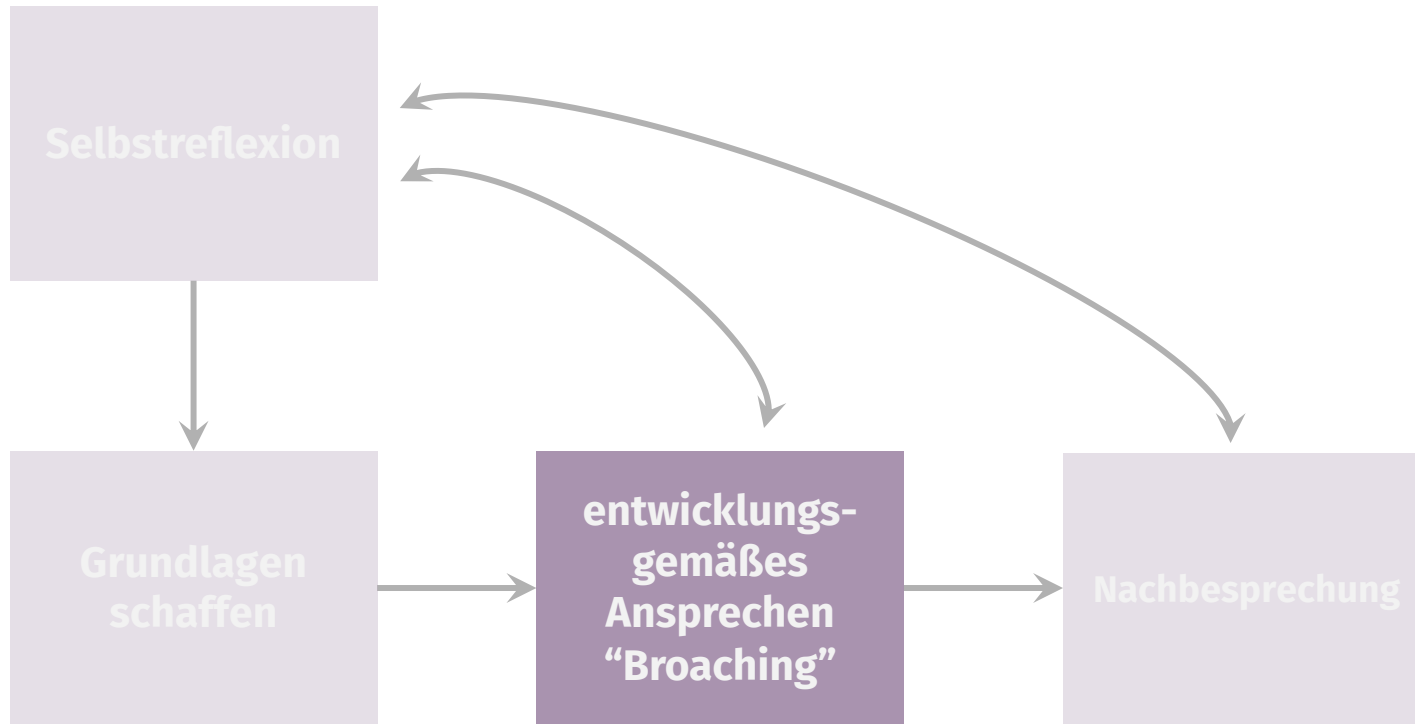 Selbstreflexion
Grundlagen
schaffen
entwicklungs-
gemäßes
Ansprechen
“Broaching”
Nachbesprechung